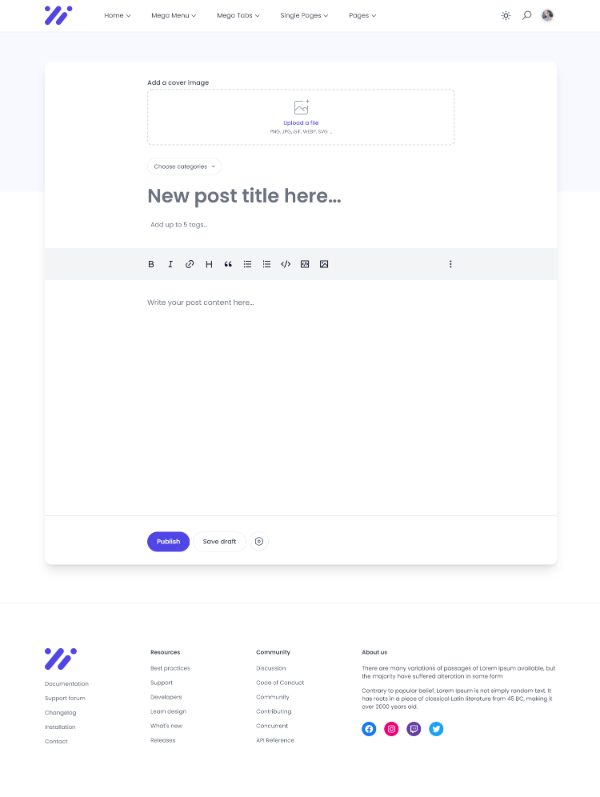 Home Mega Menu Mega Tabs Single Pages Pages
Add a cover image
Upload a file
PNG, JPG, GIF, WEBP, SVG ...
Choose categories
New post title here...
Add up to 5 tags...
B I H
Write your post content here...
Publish Save draft
Documentation
Support forum
Changelog
Installation
Contact
Resources
Best practices
Support
Developers
Learn design
What's new
Releases
Community
Discussion
Code of Conduct
Community
Contributing
Concurrent
API Reference
About us
There are many variations of passages of Lorem Ipsum available, but
the majority have suffered alteration in some form
Contrary to popular belief, Lorem Ipsum is not simply random text. It
has roots in a piece of classical Latin literature from 45 BC, making it
over 2000 years old.